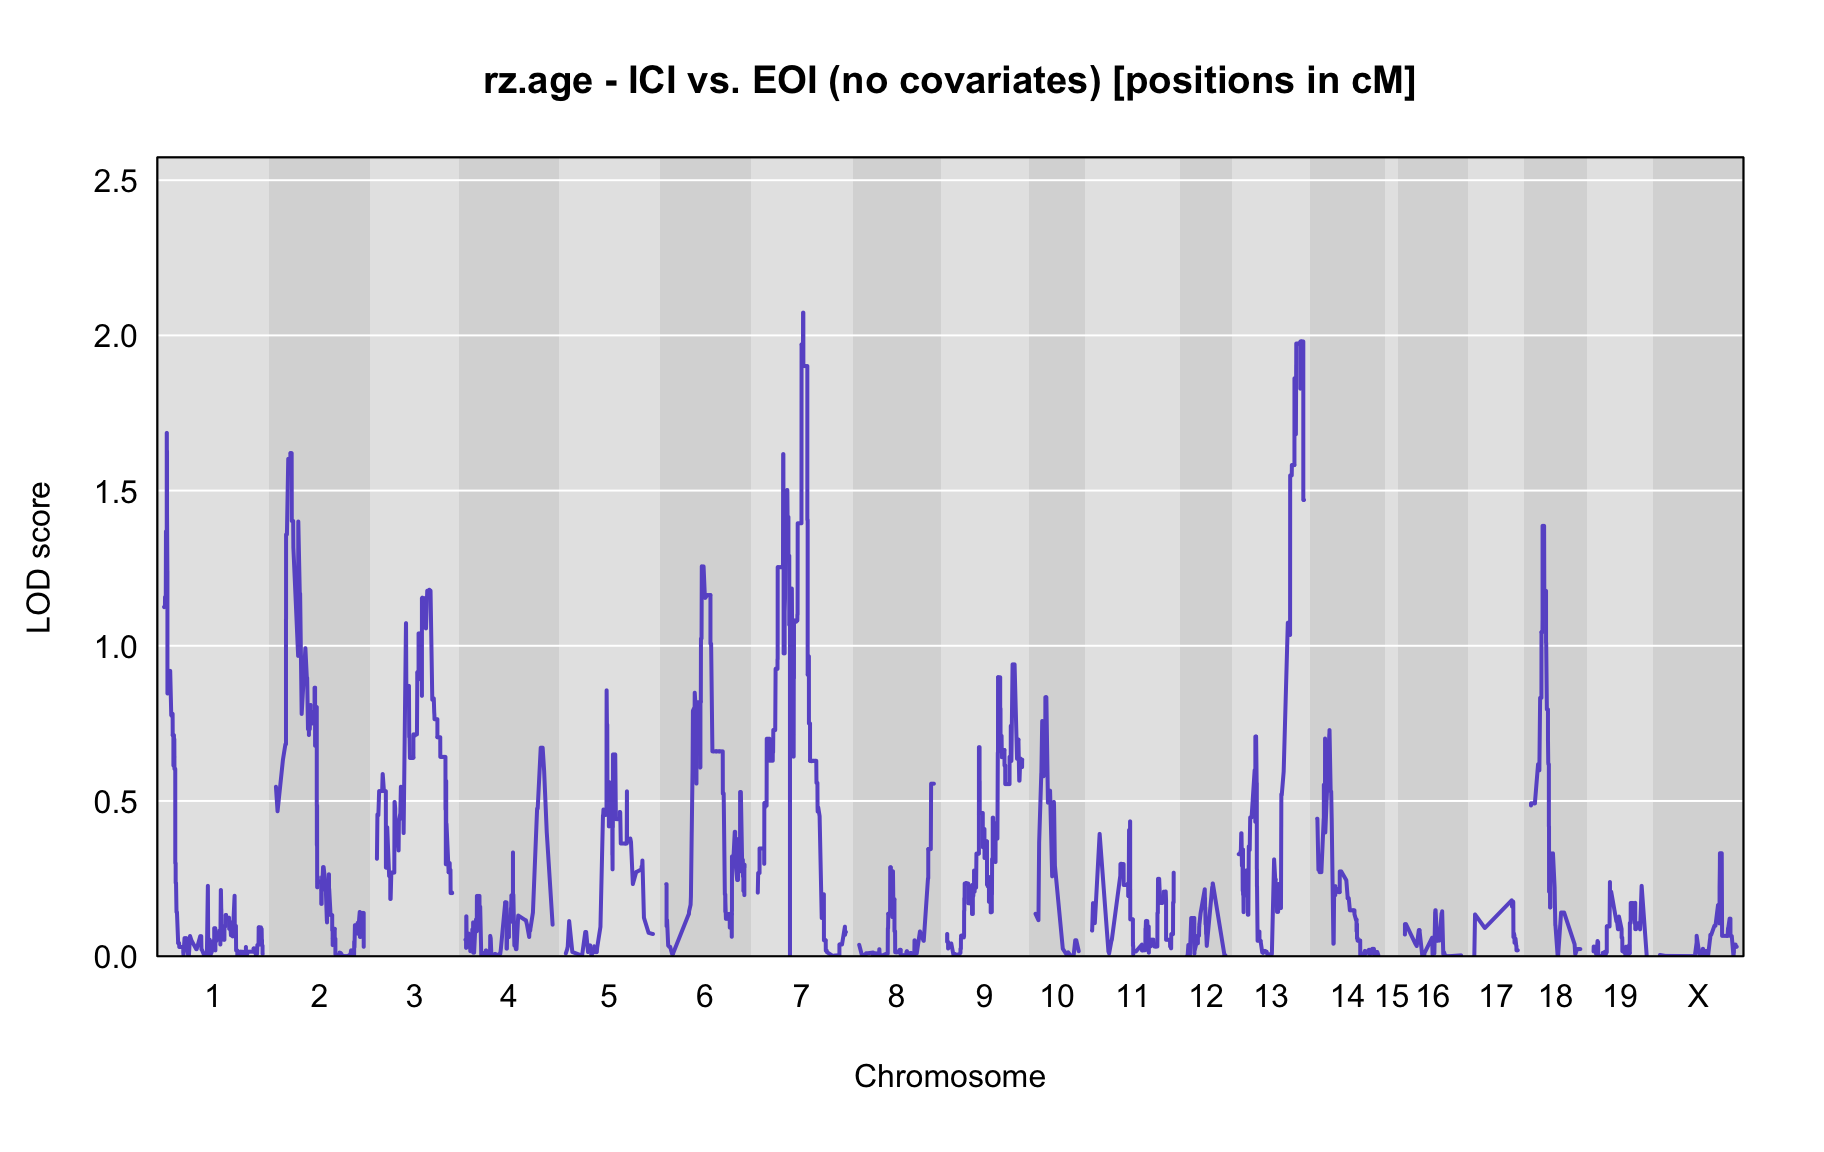 rz.age - ICI vs. EOI (no covariates) [positions in cM]
2.5
2.0
1.5
1.0
0.5
0.0
LOD score
1 2 3 4 5 6 7 8 9 10 11 12 13 14 15 16 17 18 19 X
Chromosome